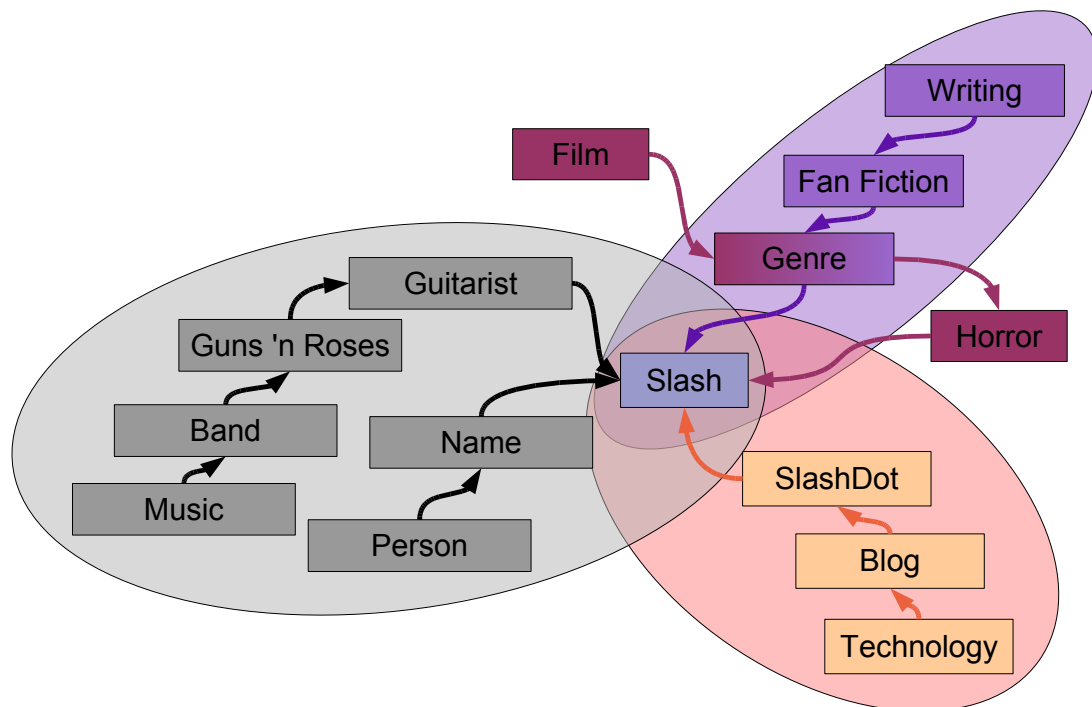 Writing
Film
Fan Fiction
Genre
Guitarist
Guns 'n Roses
Horror
Slash
Band
Name
SlashDot
Music
Person
Blog
Technology